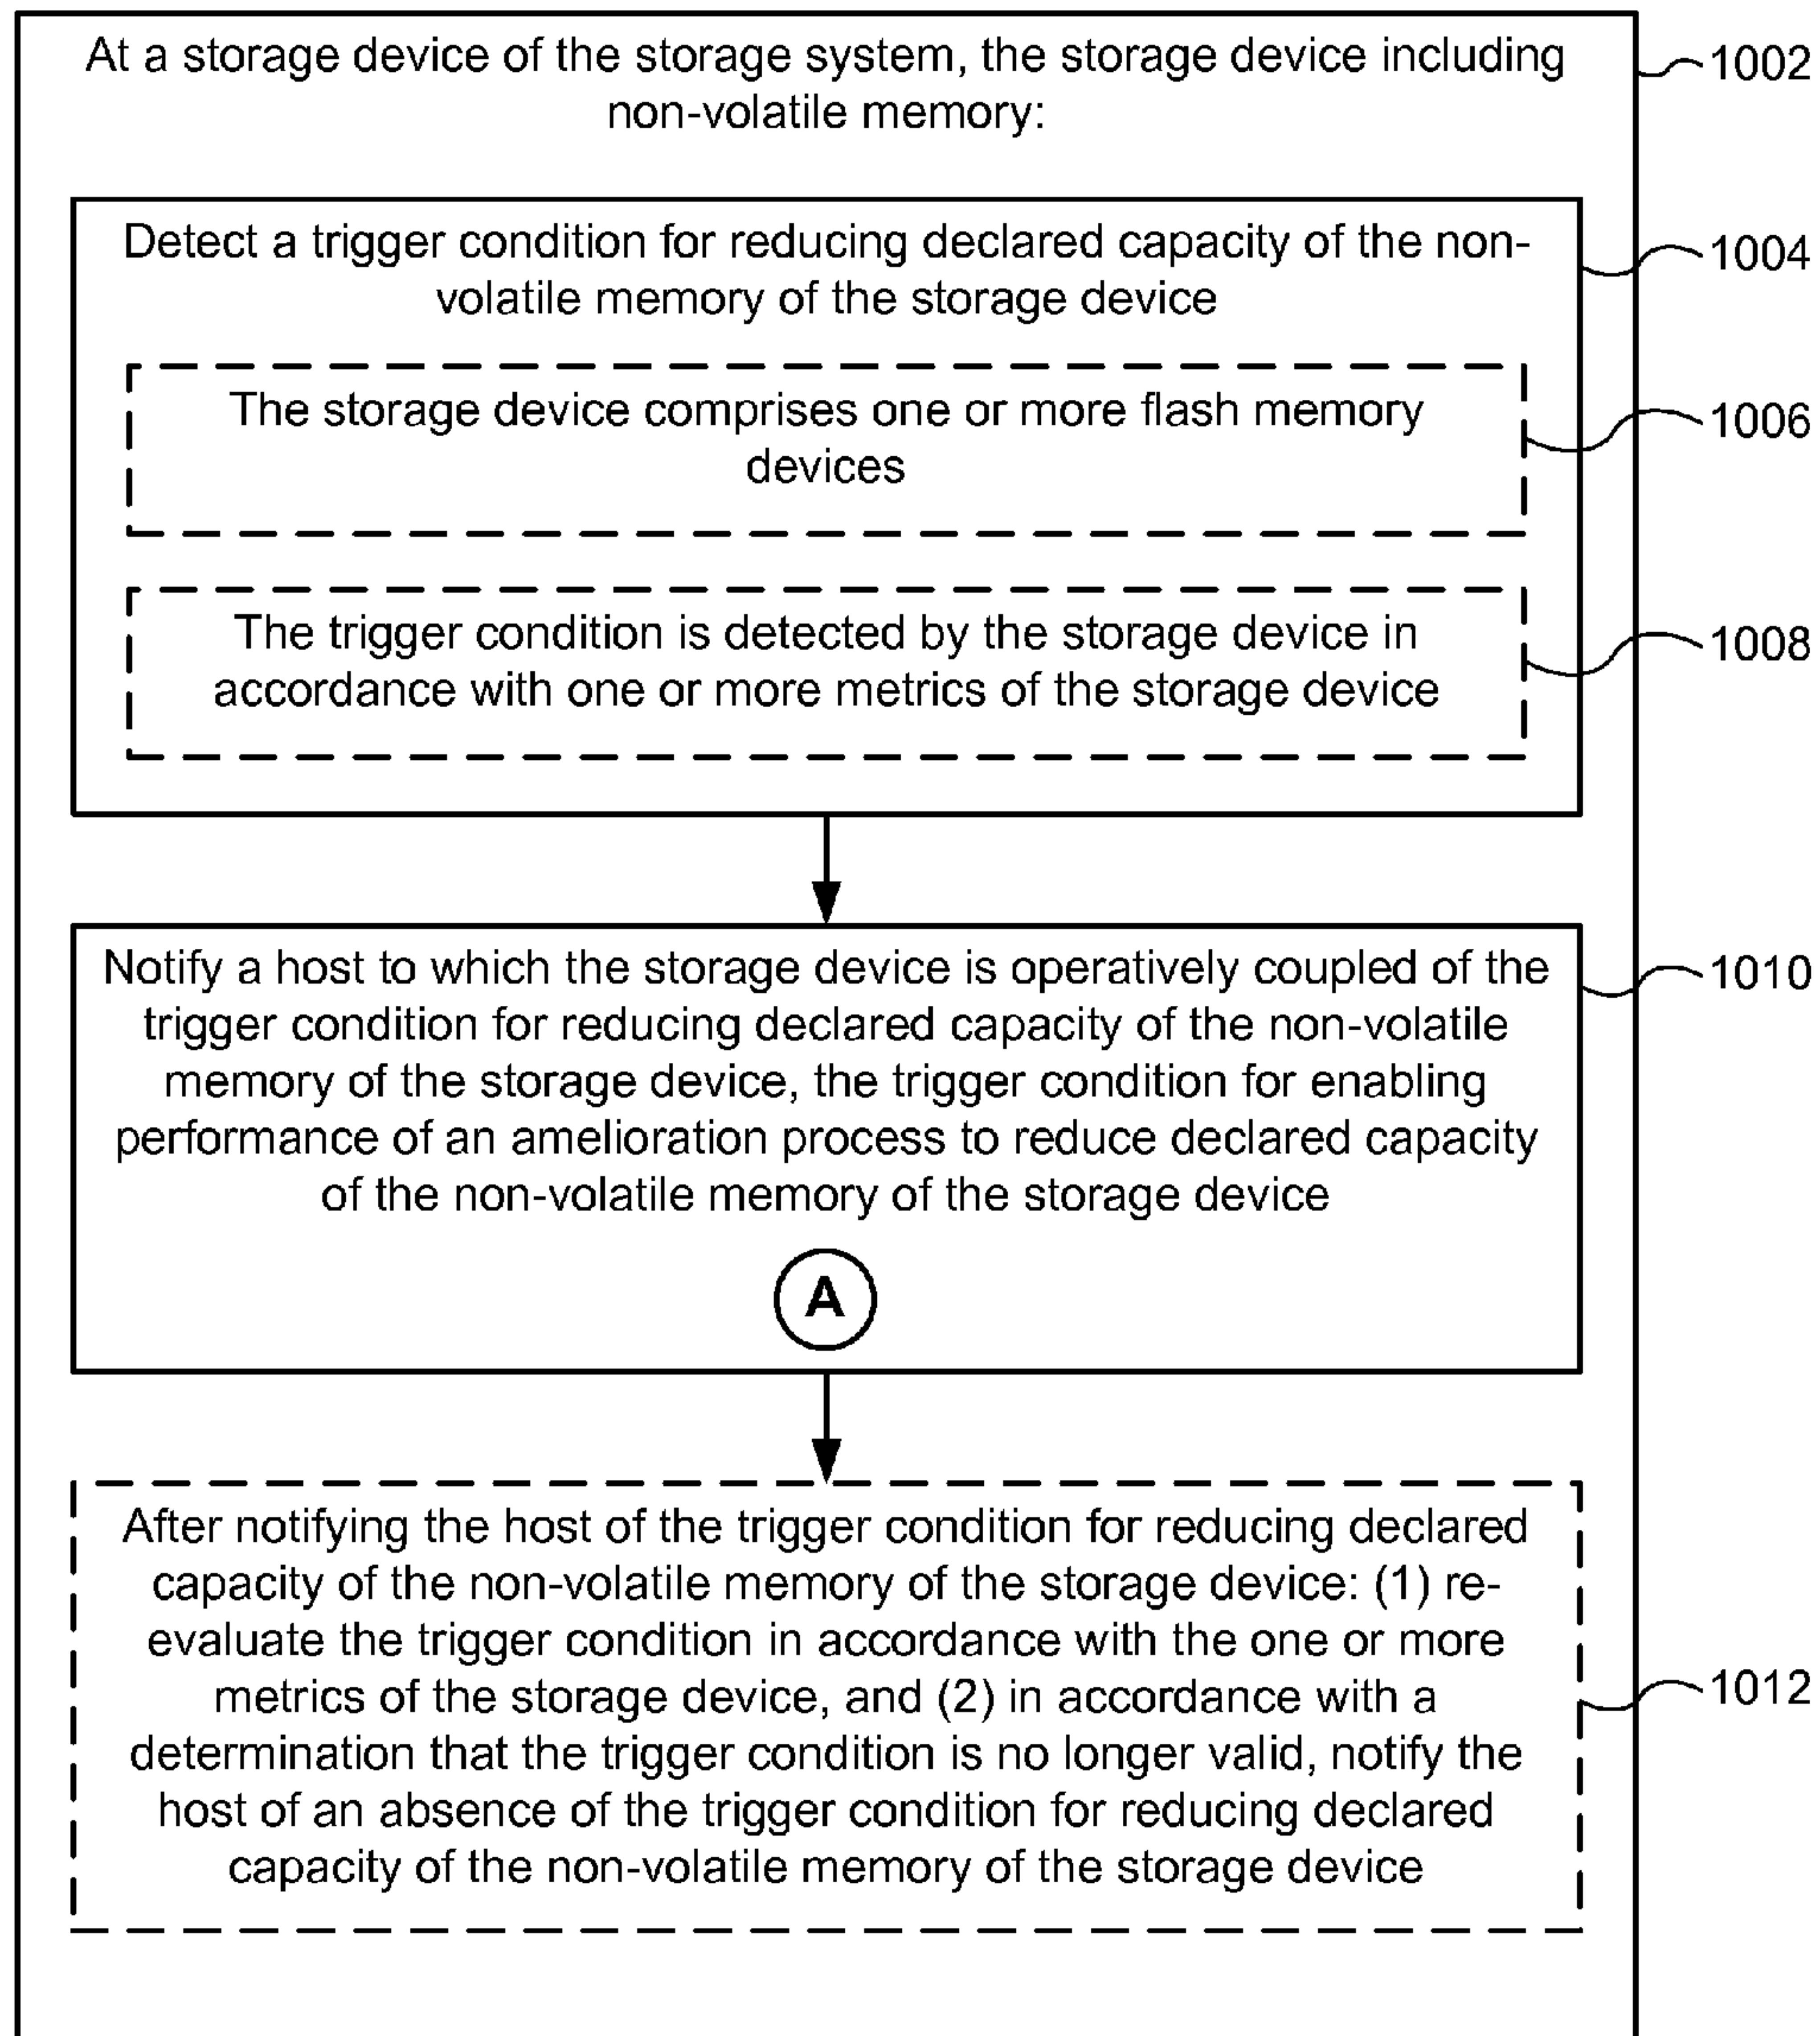 At a storage device of the storage system, the storage device including
non-volatile memory:
1002
Detect a trigger condition for reducing declared capacity of the non-
volatile memory of the storage device
1004
The storage device comprises one or more flash memory
devices
1006
The trigger condition is detected by the storage device in
accordance with one or more metrics of the storage device
1008
Notify a host to which the storage device is operatively coupled of the
trigger condition for reducing declared capacity of the non-volatile
memory of the storage device, the trigger condition for enabling
performance of an amelioration process to reduce declared capacity
of the non-volatile memory of the storage device
1010
A
After notifying the host of the trigger condition for reducing declared
capacity of the non-volatile memory of the storage device: (1) re-
evaluate the trigger condition in accordance with the one or more
metrics of the storage device, and (2) in accordance with a
determination that the trigger condition is no longer valid, notify the
host of an absence of the trigger condition for reducing declared
capacity of the non-volatile memory of the storage device
1012